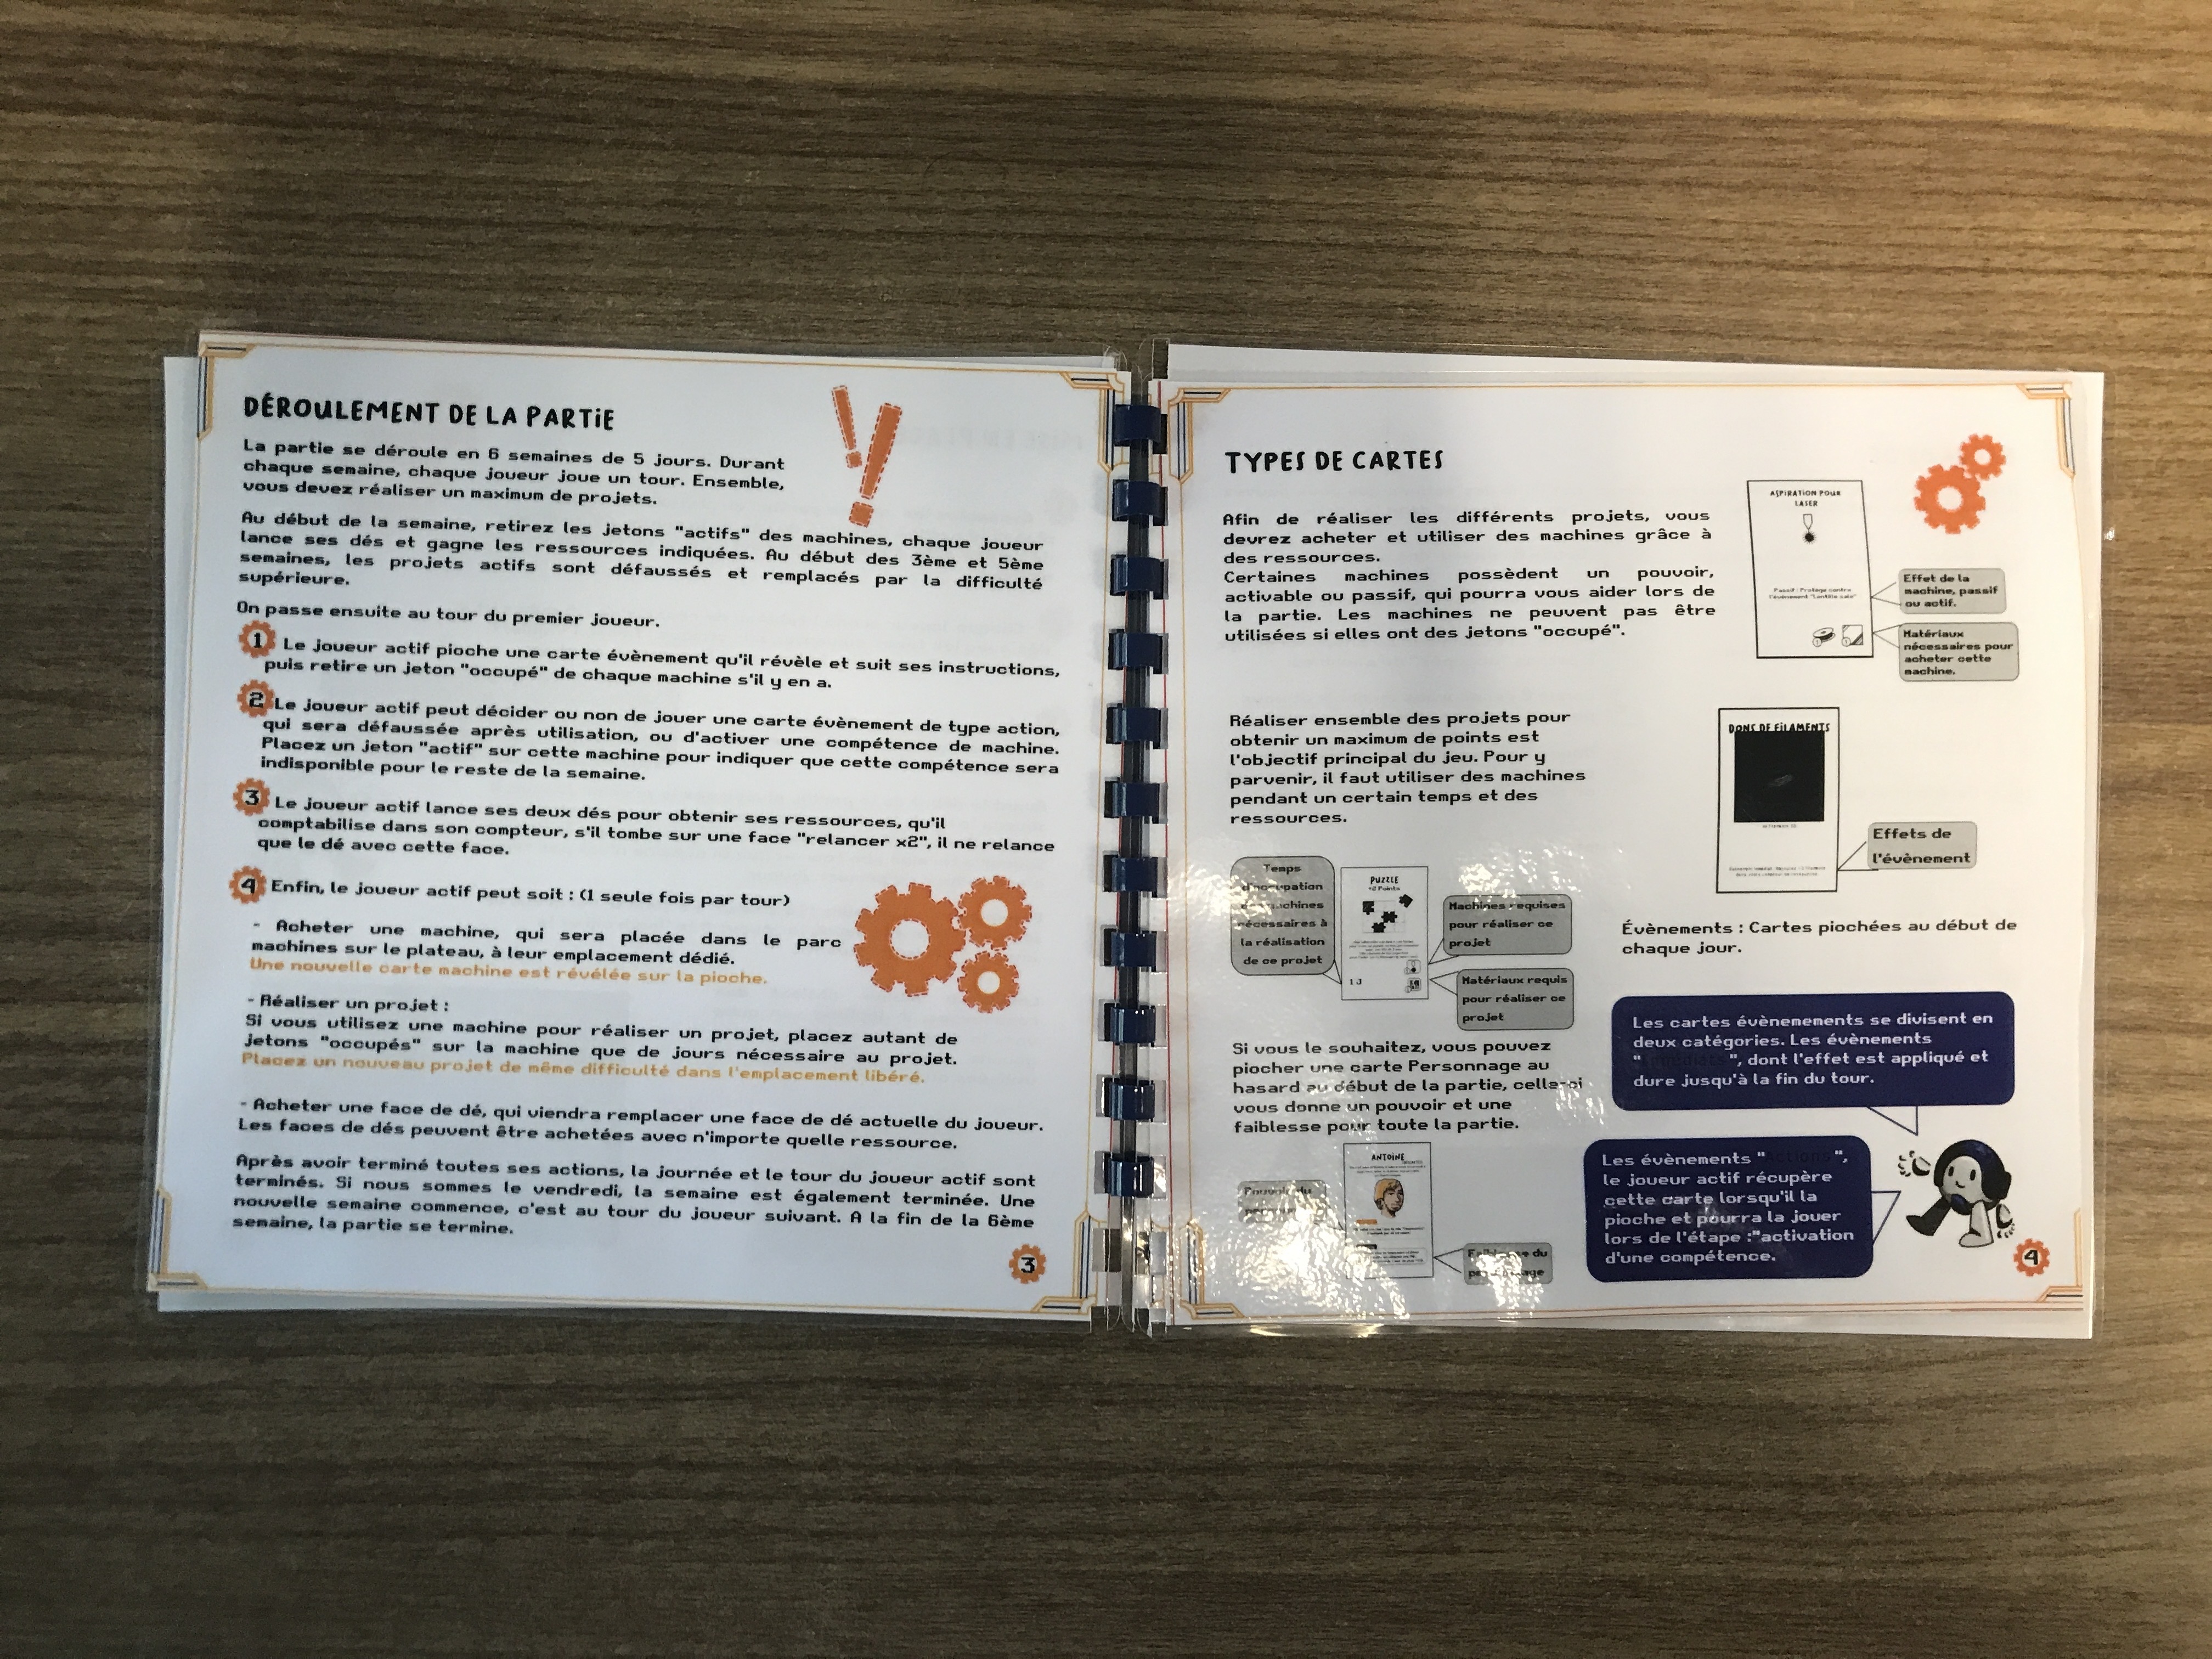 DÉROULEMENT DE LA PARTIE
La partie se déroule en 6 semaines de 5 jours. Durant
chaque semaine, chaque joueur joue un tour. Ensemble,
vous devez réaliser un maximum de projets.
Au début de la semaine, retirez les jetons "actifs" des machines, chaque joueur
lance ses dés et gagne les ressources indiquées. Au début des 3ème et 5ème
semaines, les projets actifs sont défaussés et remplacés par la difficulté
supérieure.
On passe ensuite au tour du premier joueur.
1 Le joueur actif pioche une carte évènement qu'il révèle et suit ses instructions,
puis retire un jeton "occupé" de chaque machine s'il y en a.
2 Le joueur actif peut décider ou non de jouer une carte évènement de type action,
qui sera défaussée après utilisation, ou d'activer une compétence de machine.
Placez un jeton "actif" sur cette machine pour indiquer que cette compétence sera
indisponible pour le reste de la semaine.
3 Le joueur actif lance ses deux dés pour obtenir ses ressources, qu'il
comptabilise dans son compteur, s'il tombe sur une face "relancer x2", il ne relance
que le dé avec cette face.
4 Enfin, le joueur actif peut soit : (1 seule fois par tour)
- Acheter une machine, qui sera placée dans le parc
machines sur le plateau, à leur emplacement dédié.
Une nouvelle carte machine est révélée sur la pioche.
- Réaliser un projet :
Si vous utilisez une machine pour réaliser un projet, placez autant de
jetons "occupés" sur la machine que de jours nécessaire au projet.
Placez un nouveau projet de même difficulté dans l'emplacement libéré.
- Acheter une face de dé, qui viendra remplacer une face de dé actuelle du joueur.
Les faces de dés peuvent être achetées avec n'importe quelle ressource.
Après avoir terminé toutes ses actions, la journée et le tour du joueur actif sont
terminés. Si nous sommes le vendredi, la semaine est également terminée. Une
nouvelle semaine commence, c'est au tour du joueur suivant. A la fin de la 6ème
semaine, la partie se termine.
3
TYPES DE CARTES
Afin de réaliser les différents projets, vous
devrez acheter et utiliser des machines grâce à
des ressources.
Certaines machines possèdent un pouvoir,
activable ou passif, qui pourra vous aider lors de
la partie. Les machines ne peuvent pas être
utilisées si elles ont des jetons "occupé".
ASPIRATION POUR
LASER
Passif : Protège contre
l'évènement "Lentille sale"
Effet de la
machine, passif
ou actif.
Matériaux
nécessaires pour
acheter cette
machine.
Réaliser ensemble des projets pour
obtenir un maximum de points est
l'objectif principal du jeu. Pour y
parvenir, il faut utiliser des machines
pendant un certain temps et des
ressources.
DONS DE FILAMENTS
Effets de
l'évènement
Temps
d'occupation
des machines
nécessaires à
la réalisation
de ce projet
PUZZLE
+2 Points
1 J
Machines requises
pour réaliser ce
projet
Matériaux requis
pour réaliser ce
projet
Évènements : Cartes piochées au début de
chaque jour.
Les cartes évènemements se divisent en
deux catégories. Les évènements
" ", dont l'effet est appliqué et
dure jusqu'à la fin du tour.
Si vous le souhaitez, vous pouvez
piocher une carte Personnage au
hasard au début de la partie, celle-ci
vous donne un pouvoir et une
faiblesse pour toute la partie.
Pouvoir du
ANTOINE
Faiblesse du
personnage
Les évènements "Actions",
le joueur actif récupère
cette carte lorsqu'il la
pioche et pourra la jouer
lors de l'étape :"activation
d'une compétence.
4